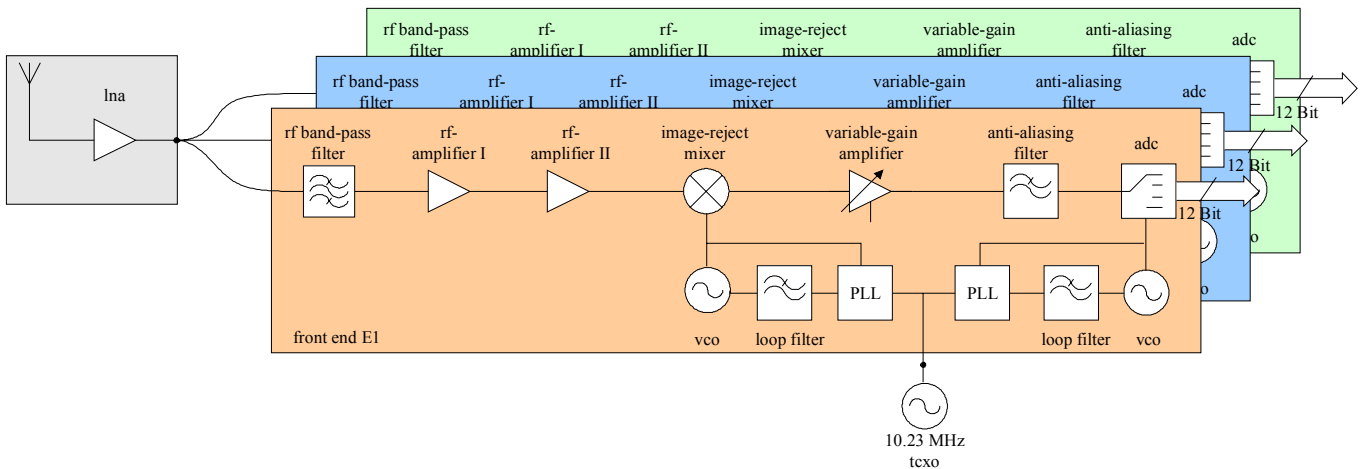 rf band-pass
filter
rf-
amplifier I
rf-
amplifier II
image-reject
mixer
variable-gain
amplifier
anti-aliasing
filter
adc
12 Bit
o
rf band-pass
filter
rf-
amplifier I
rf-
amplifier II
image-reject
mixer
variable-gain
amplifier
anti-aliasing
filter
adc
12 Bit
o
lna
rf band-pass
filter
rf-
amplifier I
rf-
amplifier II
image-reject
mixer
variable-gain
amplifier
anti-aliasing
filter
adc
12 Bit
PLL
PLL
front end E1
vco
loop filter
loop filter
vco
10.23 MHz
tcxo